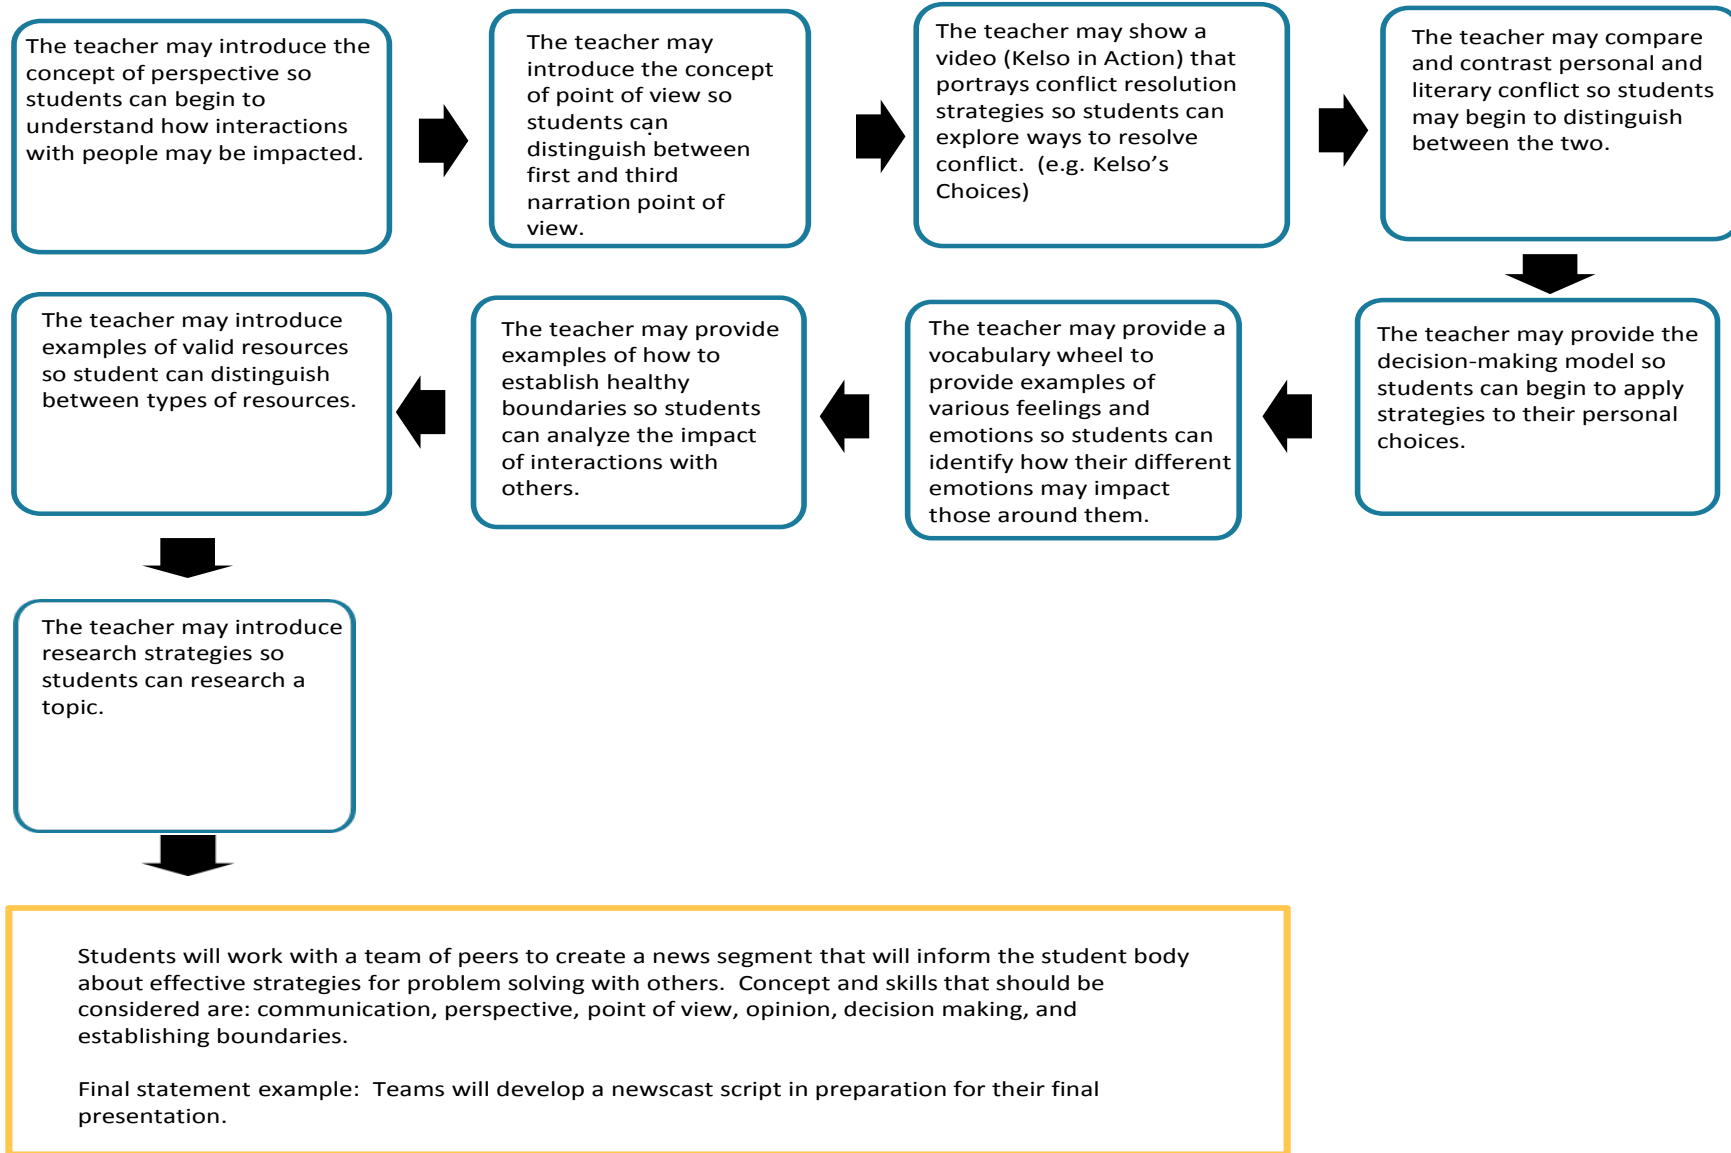 The teacher may introduce the
concept of perspective so
students can begin to
understand how interactions
with people may be impacted.
The teacher may
introduce the concept
of point of view so
students can
distinguish between
first and third
narration point of
view.
The teacher may show a
video (Kelso in Action) that
portrays conflict resolution
strategies so students can
explore ways to resolve
conflict.  (e.g. Kelso’s
Choices)
The teacher may compare
and contrast personal and
literary conflict so students
may begin to distinguish
between the two.
The teacher may provide the
decision-making model so
students can begin to apply
strategies to their personal
choices.
The teacher may provide a
vocabulary wheel to
provide examples of
various feelings and
emotions so students can
identify how their different
emotions may impact
those around them.
The teacher may provide
examples of how to
establish healthy
boundaries so students
can analyze the impact
of interactions with
others.
The teacher may introduce
examples of valid resources
so student can distinguish
between types of resources.
The teacher may introduce
research strategies so
students can research a
topic.
Students will work with a team of peers to create a news segment that will inform the student body
about effective strategies for problem solving with others.  Concept and skills that should be
considered are: communication, perspective, point of view, opinion, decision making, and
establishing boundaries.
Final statement example:  Teams will develop a newscast script in preparation for their final
presentation.